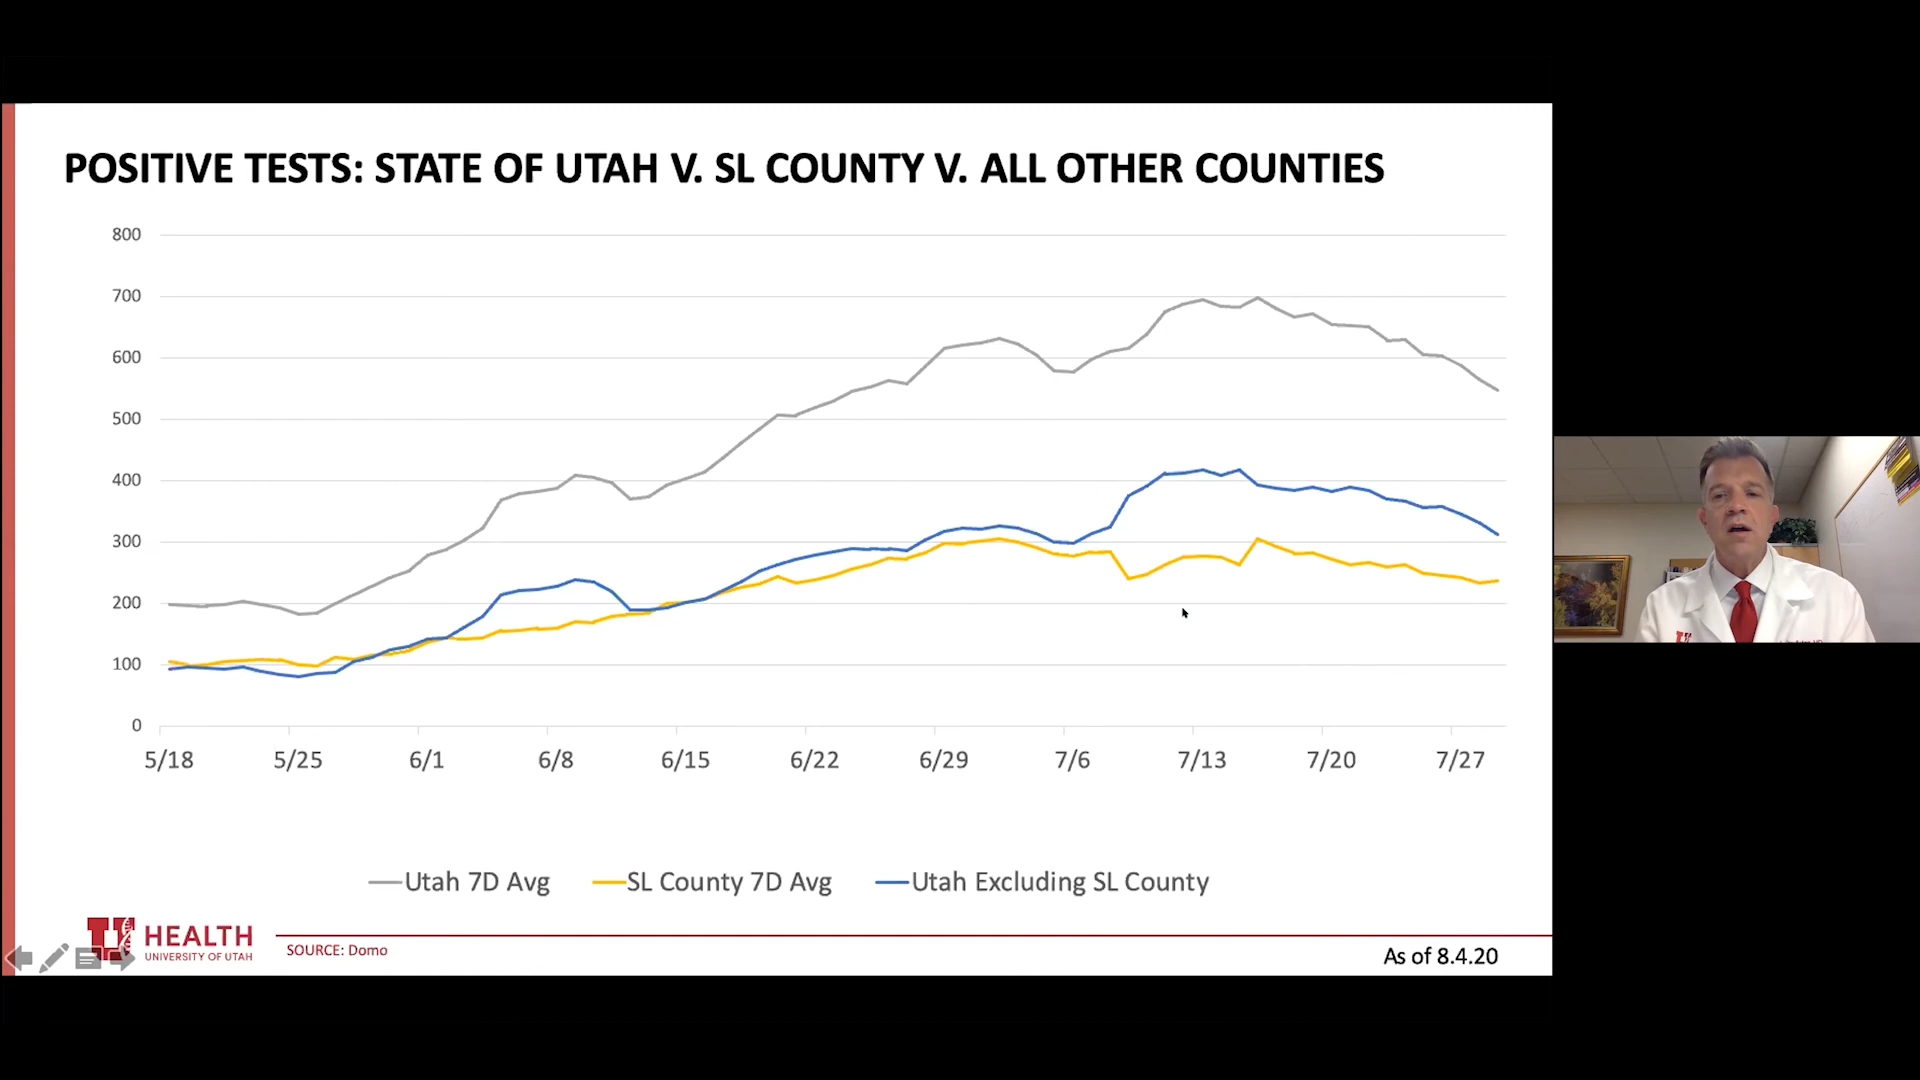 POSITIVE TESTS: STATE OF UTAH V. SL COUNTY V. ALL OTHER COUNTIES
800
700
600
500
400
300
200
100
0
5/18 5/25 6/1 6/8 6/15 6/22 6/29 7/6 7/13 7/20 7/27
Utah 7D Avg SL County 7D Avg Utah Excluding SL County
U HEALTH
UNIVERSITY OF UTAH
SOURCE: Domo
As of 8.4.20